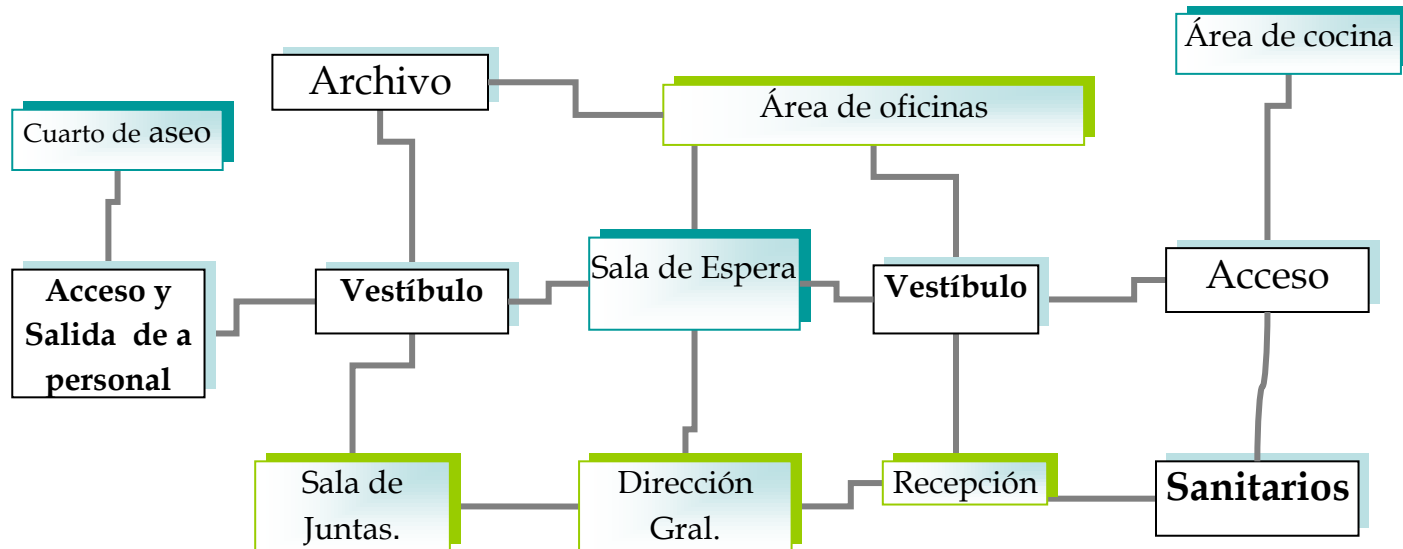 Área de cocina
Archivo
Área de oficinas
Cuarto de aseo
Sala de Espera
Acceso y
Salida  de a
personal
Vestíbulo
Vestíbulo
Acceso
Sala de
Juntas.
Dirección
Gral.
Recepción
Sanitarios